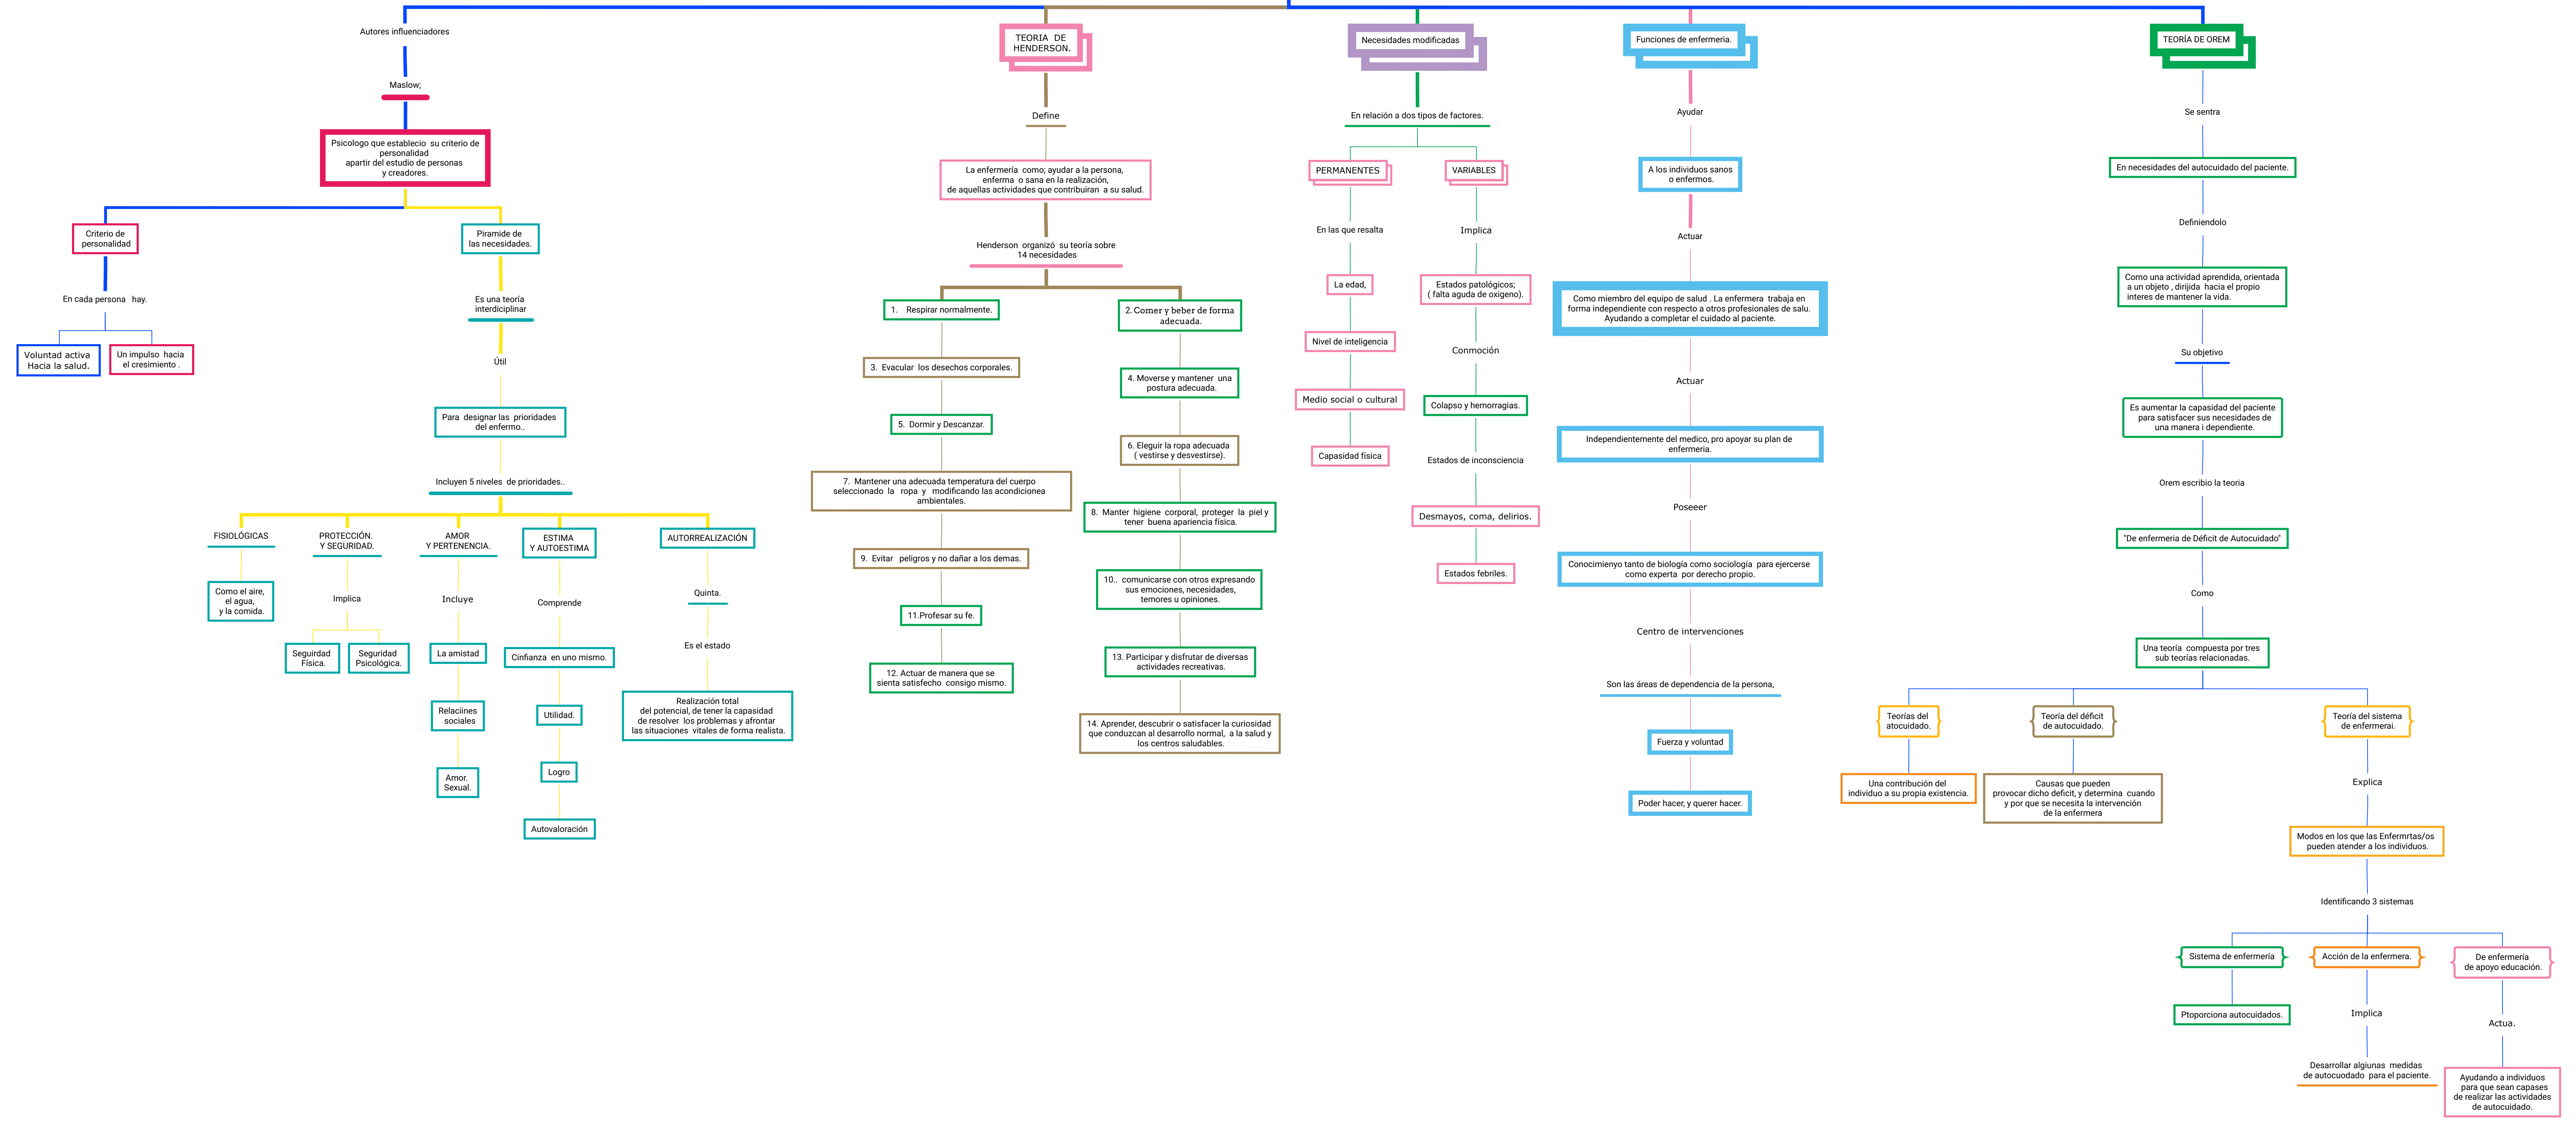 Autores influenciadores
Maslow;
Psicologo que establecio su criterio de
personalidad
apartir del estudio de personas
y creadores.
Criterio de
personalidad
En cada persona hay.
Voluntad activa
Hacia la salud.
Un impulso hacia
el cresimiento .
Piramide de
las necesidades.
Es una teoría
interdiciplinar
Útil
Para designar las prioridades
del enfermo..
Incluyen 5 niveles de prioridades..
FISIOLÓGICAS
Como el aire,
el agua,
y la comida.
PROTECCIÓN.
Y SEGURIDAD.
Implica
Seguirdad
Física.
Seguridad
Psicológica.
AMOR
Y PERTENENCIA.
Incluye
La amistad
Relaciines
sociales
Amor.
Sexual.
ESTIMA
Y AUTOESTIMA
Comprende
Cinfianza en uno mismo.
Utilidad.
Logro
Autovaloración
AUTORREALIZACIÓN
Quinta.
Es el estado
Realización total
del potencial, de tener la capasidad
de resolver los problemas y afrontar
las situaciones vitales de forma realista.
TEORIA DE
HENDERSON.
Define
La enfermería como; ayudar a la persona,
enferma o sana en la realización,
de aquellas actividades que contribuiran a su salud.
Henderson organizó su teoría sobre
14 necesidades
1. Respirar normalmente.
2. Comer y beber de forma
adecuada.
3. Evacular los desechos corporales.
4. Moverse y mantener una
postura adecuada.
5. Dormir y Descanzar.
6. Eleguir la ropa adecuada
( vestirse y desvestirse).
7. Mantener una adecuada temperatura del cuerpo
seleccionado la ropa y modificando las acondicionea
ambientales.
8. Manter higiene corporal, proteger la piel y
tener buena apariencia física.
9. Evitar peligros y no dañar a los demas.
10.. comunicarse con otros expresando
sus emociones, necesidades,
temores u opiniones.
11.Profesar su fe.
12. Actuar de manera que se
sienta satisfecho consigo mismo.
13. Participar y disfrutar de diversas
actividades recreativas.
14. Aprender, descubrir o satisfacer la curiosidad
que conduzcan al desarrollo normal, a la salud y
los centros saludables.
Necesidades modificadas
En relación a dos tipos de factores.
PERMANENTES
En las que resalta
La edad,
Nivel de inteligencia
Medio social o cultural
Capasidad física
VARIABLES
Implica
Estados patológicos;
( falta aguda de oxigeno).
Conmoción
Colapso y hemorragias.
Estados de inconsciencia
Desmayos, coma, delirios.
Estados febriles.
Funciones de enfermeria.
Ayudar
A los individuos sanos
o enfermos.
Actuar
Como miembro del equipo de salud . La enfermera trabaja en
forma independiente con respecto a otros profesionales de salu.
Ayudando a completar el cuidado al paciente.
Actuar
Independientemente del medico, pro apoyar su plan de
enfermeria.
Poseeer
Conocimienyo tanto de biología como sociología para ejercerse
como experta por derecho propio.
Centro de intervenciones
Son las áreas de dependencia de la persona,
Fuerza y voluntad
Poder hacer, y querer hacer.
TEORÍA DE OREM
Se sentra
En necesidades del autocuidado del paciente.
Definiendolo
Como una actividad aprendida, orientada
a un objeto , dirijida hacia el propio
interes de mantener la vida.
Su objetivo
Es aumentar la capasidad del paciente
para satisfacer sus necesidades de
una manera i dependiente.
Orem escribio la teoria
"De enfermeria de Déficit de Autocuidado"
Como
Una teoría compuesta por tres
sub teorías relacionadas.
Teorías del
atocuidado.
Una contribución del
individuo a su propia existencia.
Teoría del déficit
de autocuidado.
Causas que pueden
provocar dicho deficit, y determina cuando
y por que se necesita la intervención
de la enfermera
Teoría del sistema
de enfermerai.
Explica
Modos en los que las Enfermrtas/os
pueden atender a los individuos.
Identificando 3 sistemas
Sistema de enfermería
Ptoporciona autocuidados.
Acción de la enfermera.
Implica
Desarrollar algiunas medidas
de autocuodado para el paciente.
De enfermería
de apoyo educación.
Actua.
Ayudando a individuos
para que sean capases
de realizar las actividades
de autocuidado.